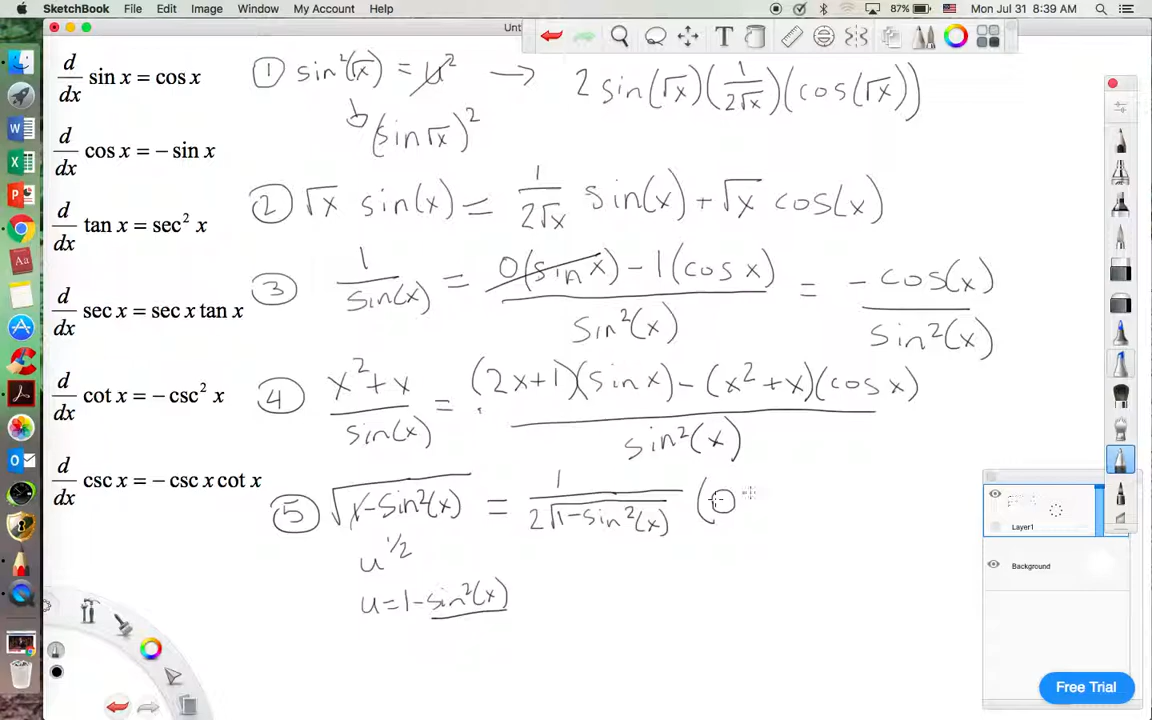 SketchBook File Edit Image Window My Account Help 87% Mon Jul 31 8:39 AM
Unt
d/dx sin x = cos x
d/dx cos x = − sin x
d/dx tan x = sec² x
d/dx sec x = sec x tan x
d/dx cot x = − csc² x
d/dx csc x = − csc x cot x
① sin²(√x) = u² → 2 sin(√x)(1/2√x)(cos(√x))
(sin√x)²
② √x sin(x) = 1/2√x sin(x) + √x cos(x)
③ 1/sin(x) = 0(sin x) − 1(cos x)/sin²(x) = − cos(x)/sin²(x)
④ x² + x/sin(x) = (2x+1)(sin x) − (x² + x)(cos x)/sin²(x)
⑤ √1−sin²(x) = 1/2√1−sin²(x) (0
u^1/2
u = 1 − sin²(x)
Layer1
Background
Free Trial